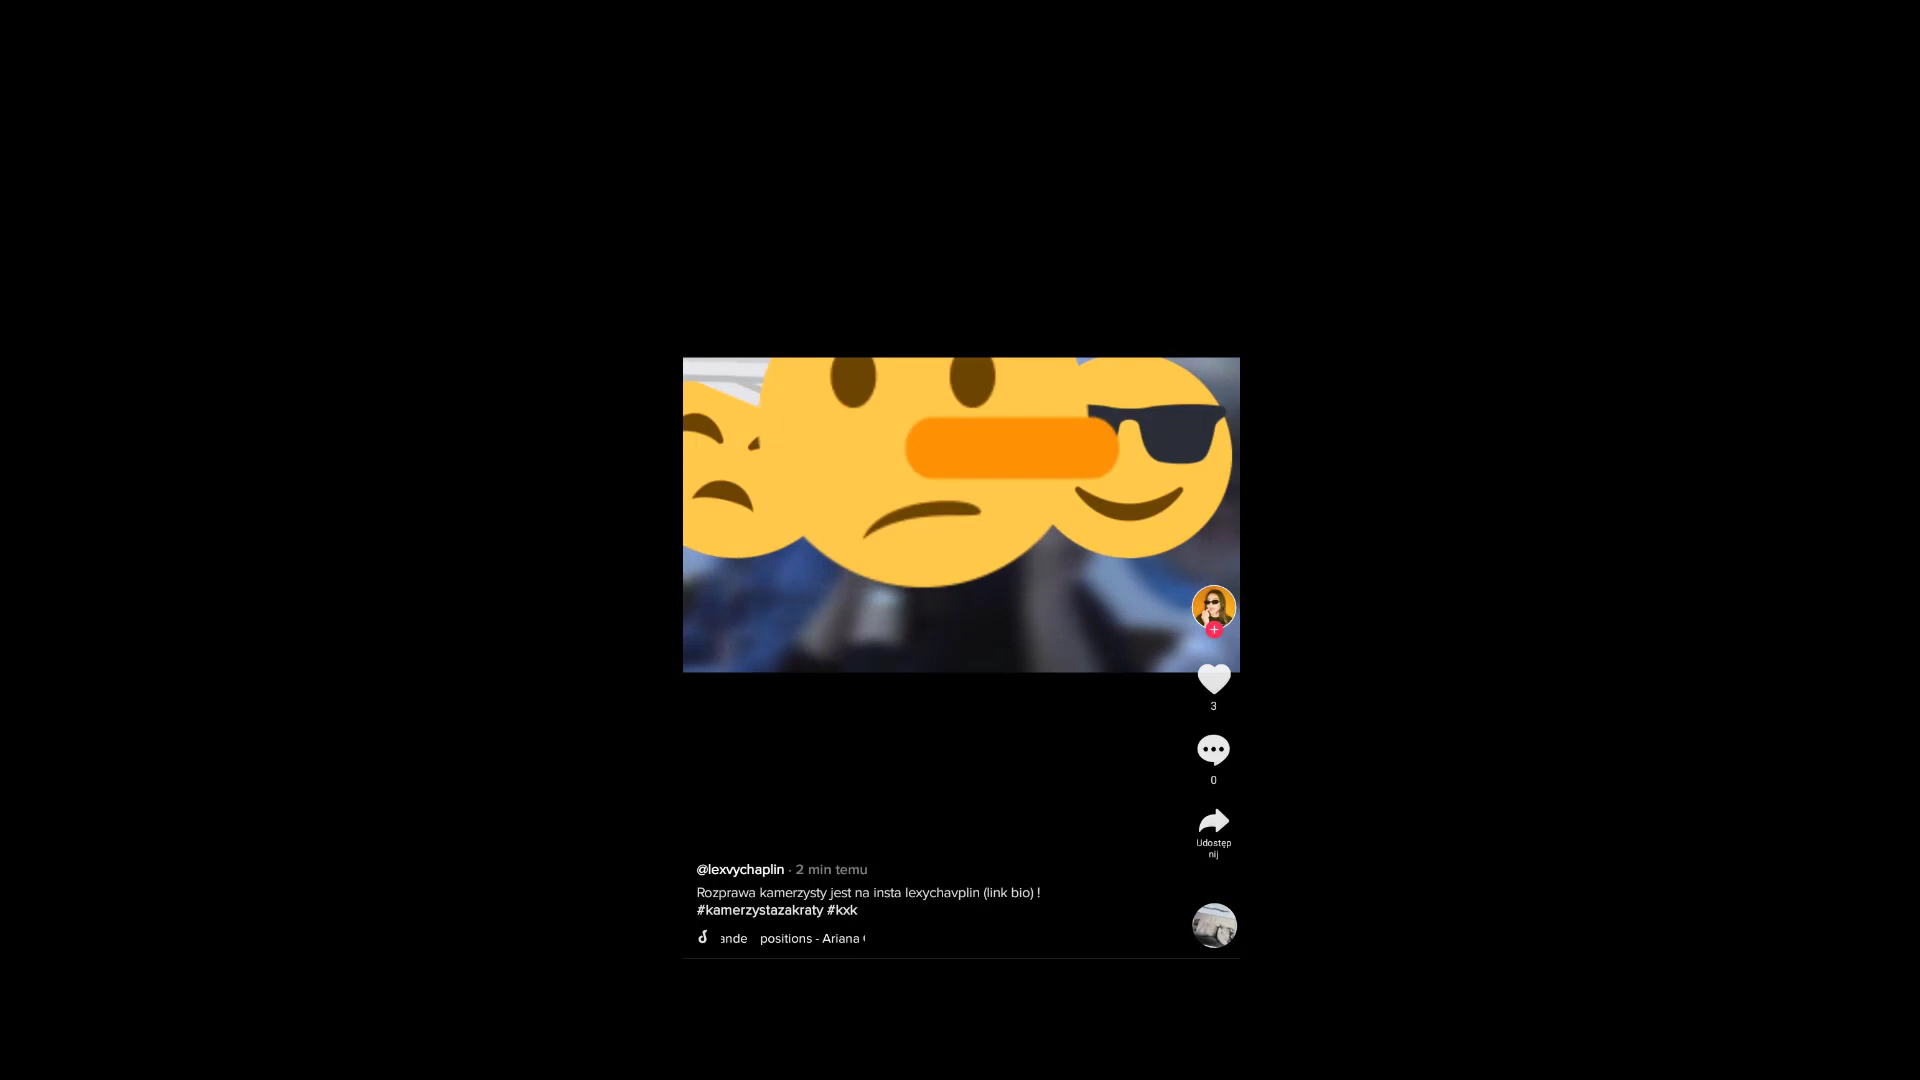 3
0
Udostęp
nij
@lexvychaplin · 2 min temu
Rozprawa kamerzysty jest na insta lexychavplin (link bio) !
#kamerzystazakraty #kxk
ande positions - Ariana